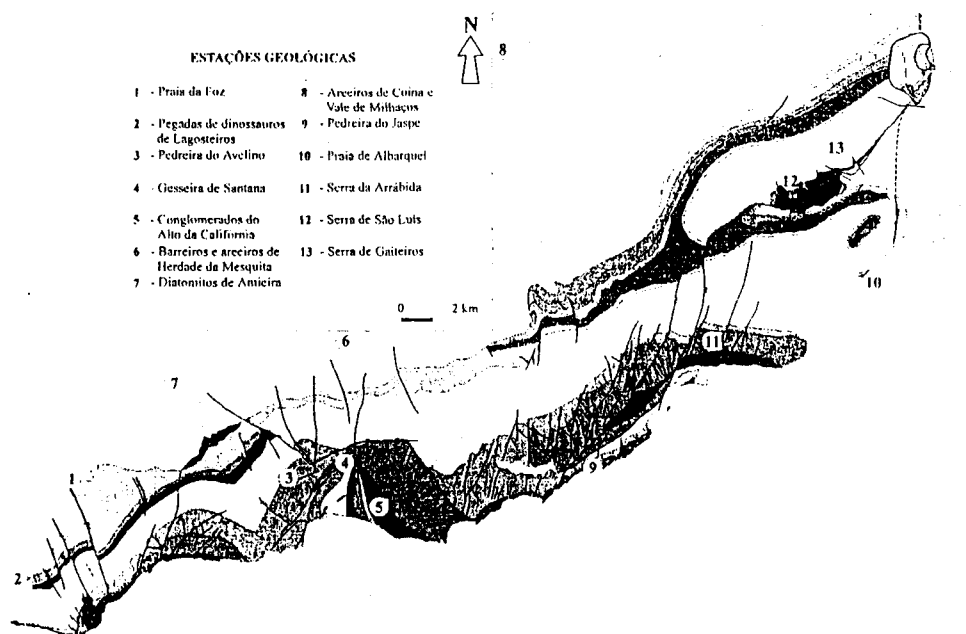 N
ESTAÇÕES GEOLÓGICAS
1 - Praia da Foz
2 - Pegadas de dinossauros
de Lagosteiros
3 - Pedreira do Avelino
4 - Gesseira de Santana
5 - Conglomerados do
Alto da California
6 - Barreiros e areeiros de
Herdade da Mesquita
7 - Diatomitos de Amieira
8 - Areeiros de Coina e
Vale de Milhaços
9 - Pedreira do Jaspe
10 - Praia de Albarquel
11 - Serra da Arrábida
12 - Serra de São Luis
13 - Serra de Gaiteiros
0 2 km
8
13
12
10
11
6
7
9
3
4
5
1
2